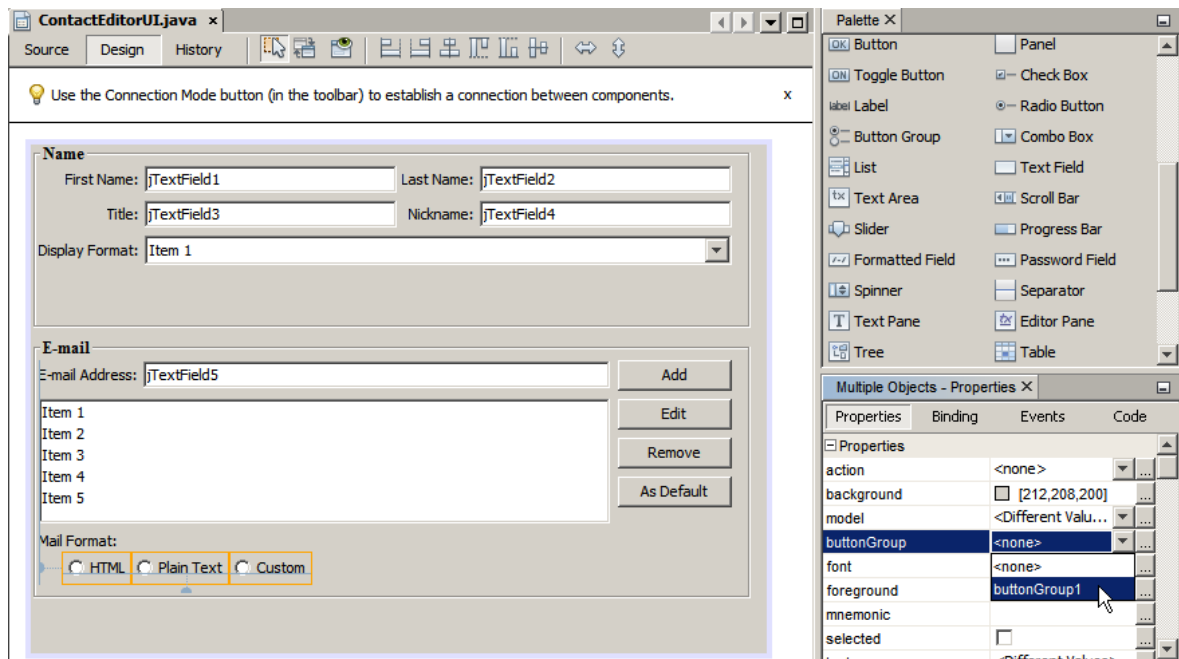 ContactEditorUI.java
Source Design History
Use the Connection Mode button (in the toolbar) to establish a connection between components. x
Name
First Name: jTextField1 Last Name: jTextField2
Title: jTextField3 Nickname: jTextField4
Display Format: Item 1
E-mail
E-mail Address: jTextField5 Add
Item 1 Edit
Item 2
Item 3 Remove
Item 4
Item 5 As Default
Mail Format:
HTML Plain Text Custom
Palette
OK Button Panel
ON Toggle Button Check Box
label Label Radio Button
Button Group Combo Box
List Text Field
tx Text Area Scroll Bar
Slider Progress Bar
Formatted Field Password Field
Spinner Separator
T Text Pane Editor Pane
Tree Table
Multiple Objects - Properties
Properties Binding Events Code
Properties
action <none> ...
background [212,208,200] ...
model <Different Valu... ...
buttonGroup <none> ...
font <none> ...
foreground buttonGroup1 ...
mnemonic ...
selected ...